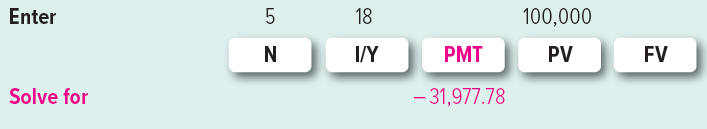 Enter 5 18 100,000
N I/Y PMT PV FV
Solve for – 31,977.78